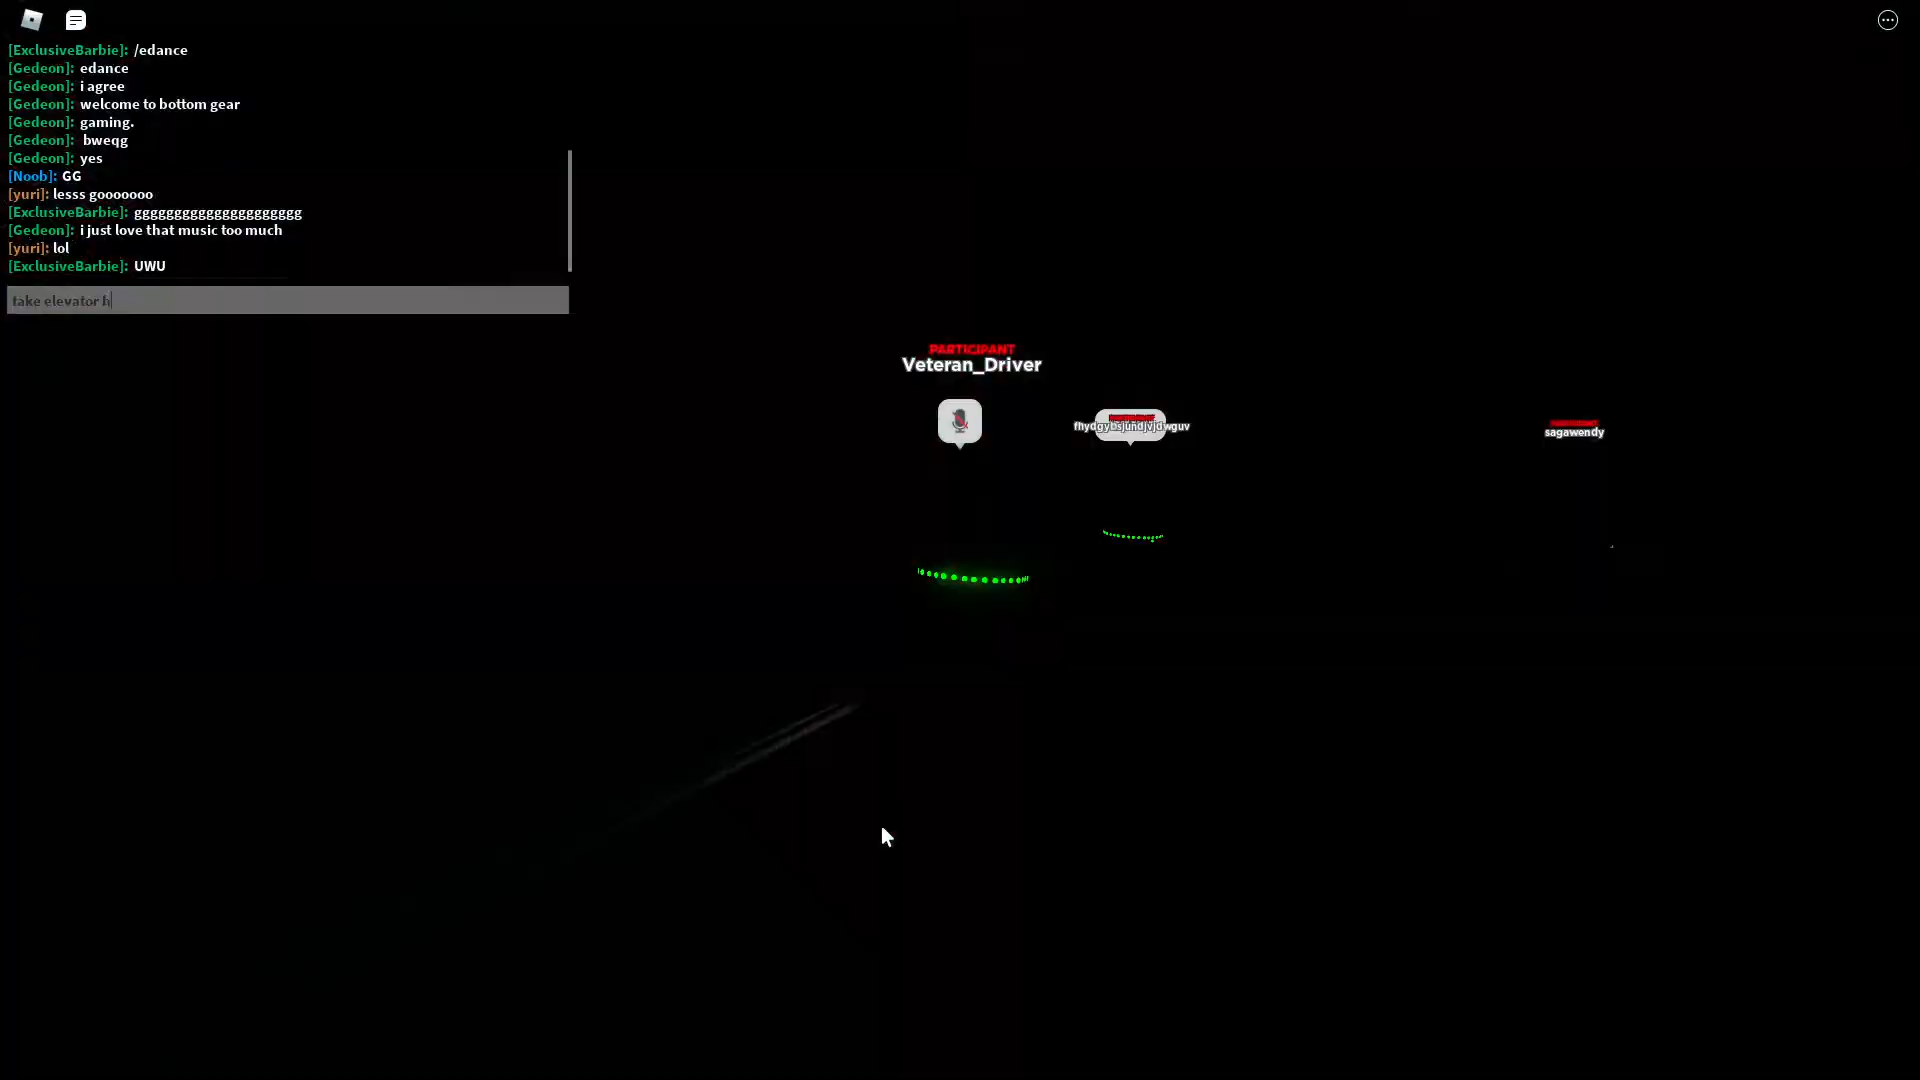 [ExclusiveBarbie]: /edance
[Gedeon]: edance
[Gedeon]: i agree
[Gedeon]: welcome to bottom gear
[Gedeon]: gaming.
[Gedeon]: bweqg
[Gedeon]: yes
[Noob]: GG
[yuri]: lesss gooooooo
[ExclusiveBarbie]: ggggggggggggggggggggg
[Gedeon]: i just love that music too much
[yuri]: lol
[ExclusiveBarbie]: UWU
take elevator h
PARTICIPANT
Veteran_Driver
sagawendy